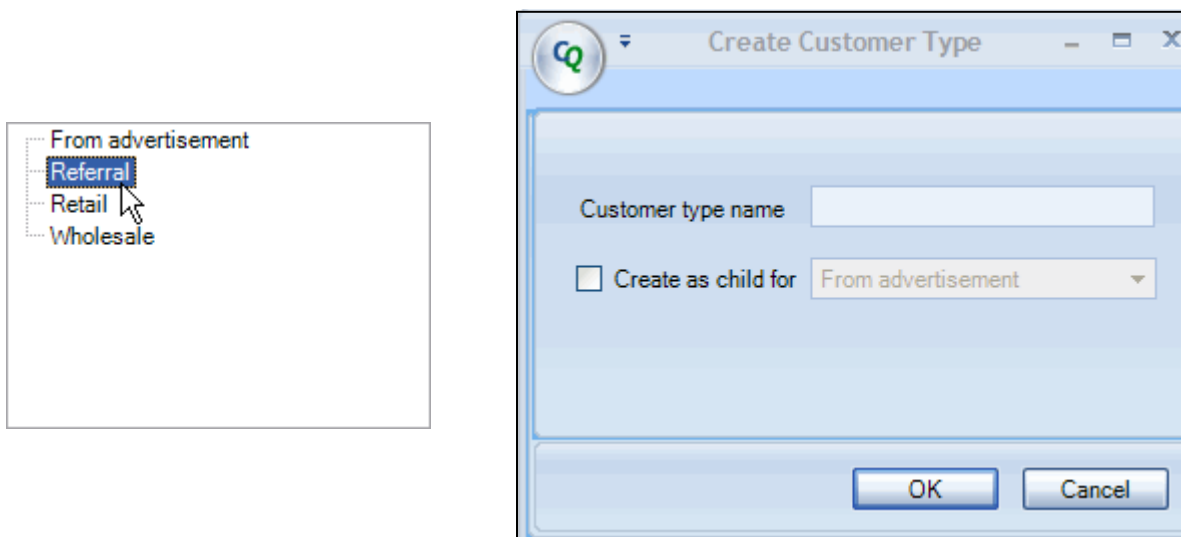 From advertisement
Referral
Retail
Wholesale
CQ
Create Customer Type
Customer type name
Create as child for
From advertisement
OK
Cancel